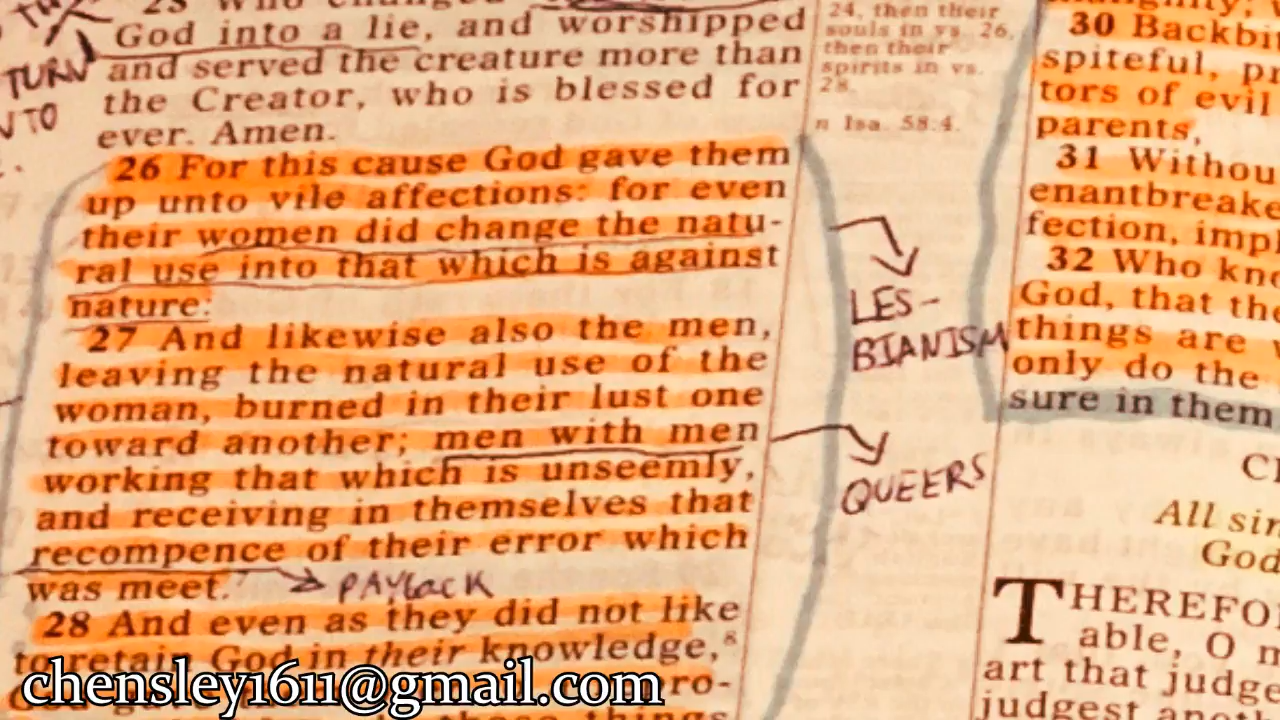 TURN
God into a lie, and worshipped
and served the creature more than
the Creator, who is blessed for
ever. Amen.
26 For this cause God gave them
up unto vile affections: for even
their women did change the natu-
ral use into that which is against
nature:
27 And likewise also the men,
leaving the natural use of the
woman, burned in their lust one
toward another; men with men
working that which is unseemly,
and receiving in themselves that
recompence of their error which
was meet.
PAYBACK
28 And even as they did not like
to retain God in their knowledge,⁸
24, then their
souls in vs. 26,
then their
spirits in vs.
28.
n Isa. 58:4.
LES-
BIANISM
QUEERS
30 Backbi
spiteful, pr
tors of evil
parents,
31 Withou
enantbreake
fection, impl
32 Who kno
God, that the
things are
only do the
sure in them
All sin
God
THEREFO
able, O m
art that judge
judgest anoth
chensley1611@gmail.com